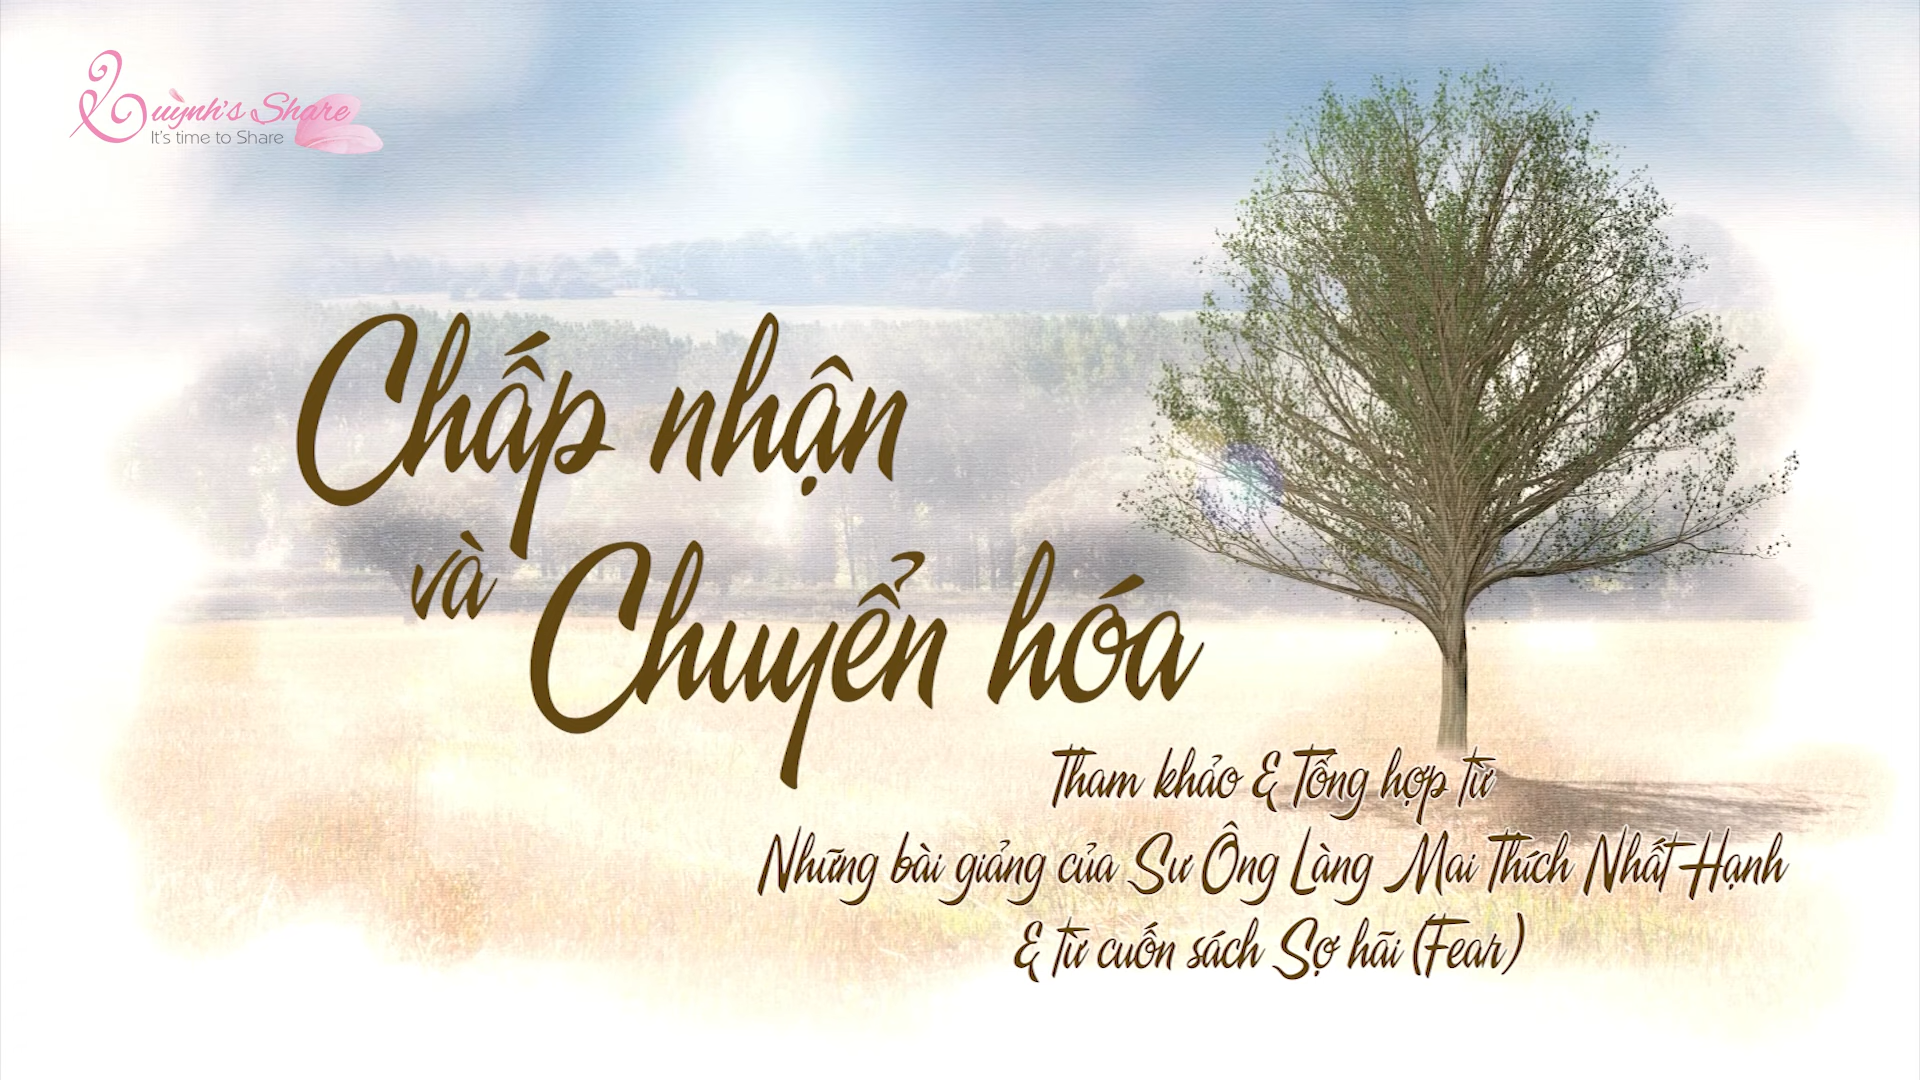 Quỳnh's Share
It's time to Share
Chấp nhận
và Chuyển hóa
Tham khảo & Tổng hợp từ
Những bài giảng của Sư Ông Làng Mai Thích Nhất Hạnh
& từ cuốn sách Sợ hãi (Fear)